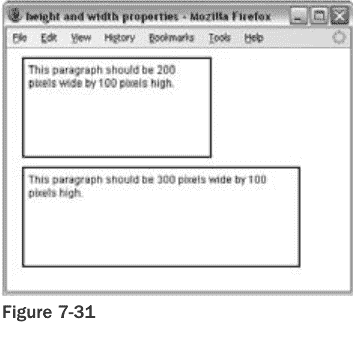 height and width properties - Mozilla Firefox
File Edit View History Bookmarks Tools Help
This paragraph should be 200
pixels wide by 100 pixels high.
This paragraph should be 300 pixels wide by 100
pixels high.
Figure 7-31